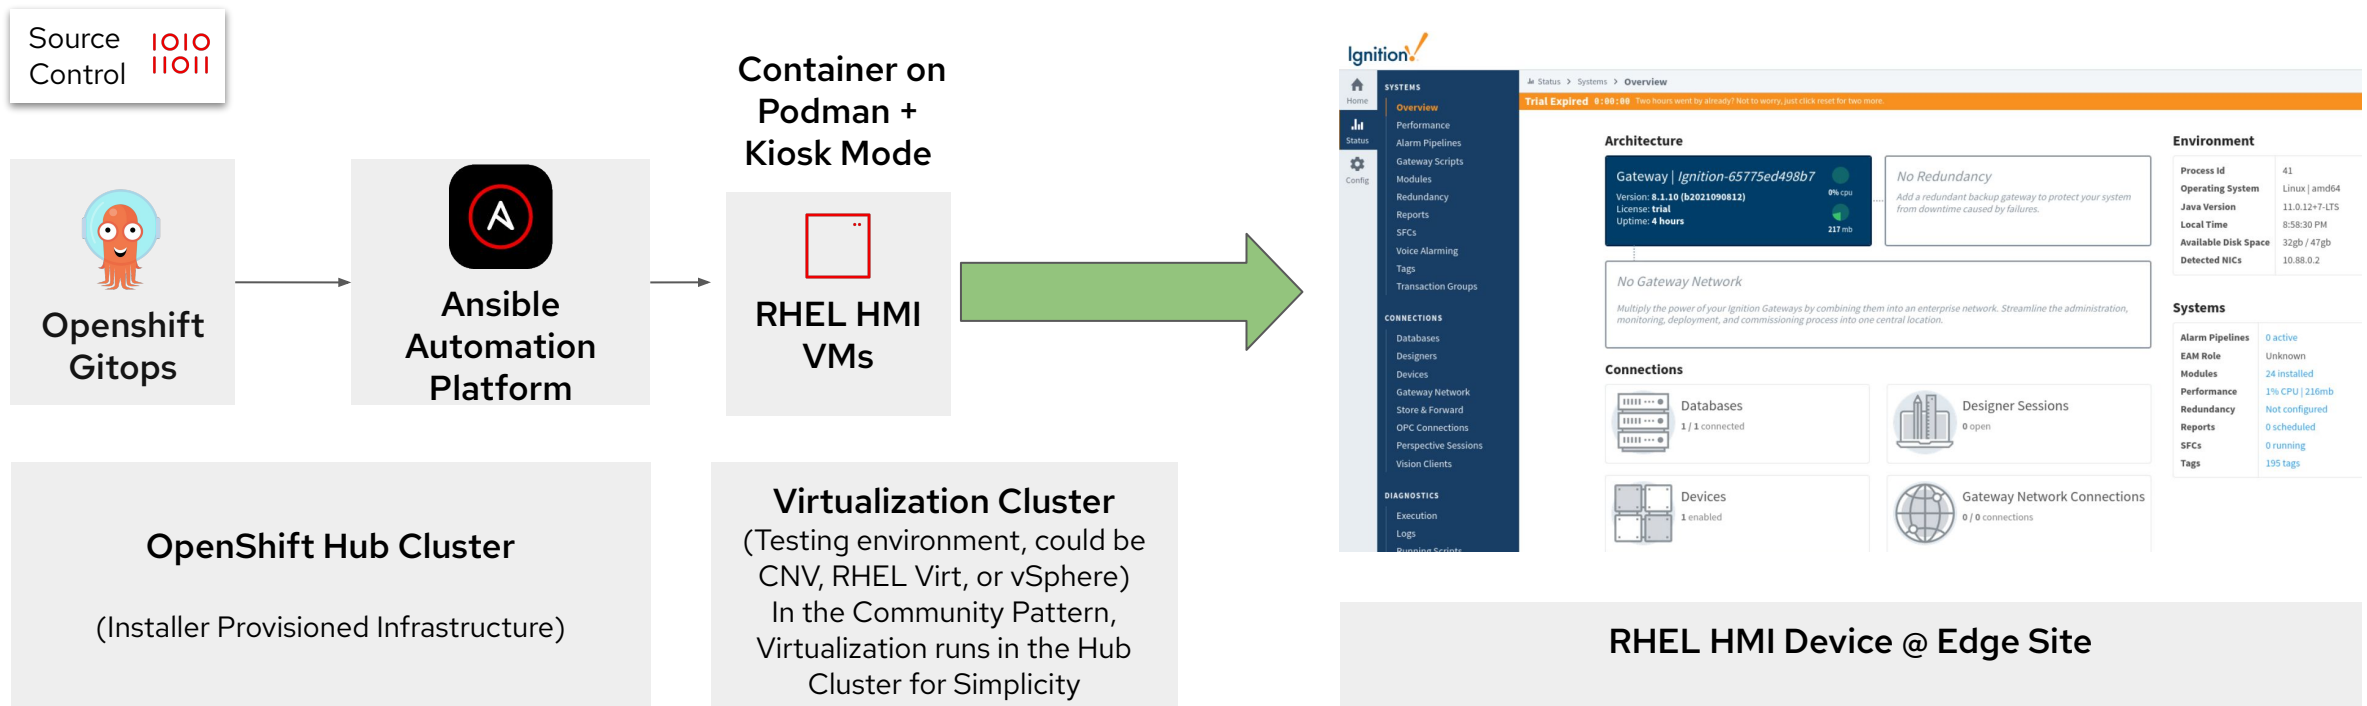 Source
Control
1010
11011
Openshift
Gitops
Ansible
Automation
Platform
Container on
Podman +
Kiosk Mode
RHEL HMI
VMs
OpenShift Hub Cluster
(Installer Provisioned Infrastructure)
Virtualization Cluster
(Testing environment, could be
CNV, RHEL Virt, or vSphere)
In the Community Pattern,
Virtualization runs in the Hub
Cluster for Simplicity
Ignition!
Home
Status
Config
SYSTEMS
Overview
Performance
Alarm Pipelines
Gateway Scripts
Modules
Redundancy
Reports
SFCs
Voice Alarming
Tags
Transaction Groups
CONNECTIONS
Databases
Designers
Devices
Gateway Network
Store & Forward
OPC Connections
Perspective Sessions
Vision Clients
DIAGNOSTICS
Execution
Logs
Running Scripts
Status > Systems > Overview
Trial Expired 0:00:00 Two hours went by already? Not to worry, just click reset for two more.
Architecture
Gateway | Ignition-65775ed498b7
Version: 8.1.10 (b2021090812)
License: trial
Uptime: 4 hours
0% cpu
217 mb
No Redundancy
Add a redundant backup gateway to protect your system
from downtime caused by failures.
No Gateway Network
Multiply the power of your Ignition Gateways by combining them into an enterprise network. Streamline the administration,
monitoring, deployment, and commissioning process into one central location.
Connections
Databases
1 / 1 connected
Designer Sessions
0 open
Devices
1 enabled
Gateway Network Connections
0 / 0 connections
Environment
Process Id 41
Operating System Linux | amd64
Java Version 11.0.12+7-LTS
Local Time 8:58:30 PM
Available Disk Space 32gb / 47gb
Detected NICs 10.88.0.2
Systems
Alarm Pipelines 0 active
EAM Role Unknown
Modules 24 installed
Performance 1% CPU | 216mb
Redundancy Not configured
Reports 0 scheduled
SFCs 0 running
Tags 195 tags
RHEL HMI Device @ Edge Site